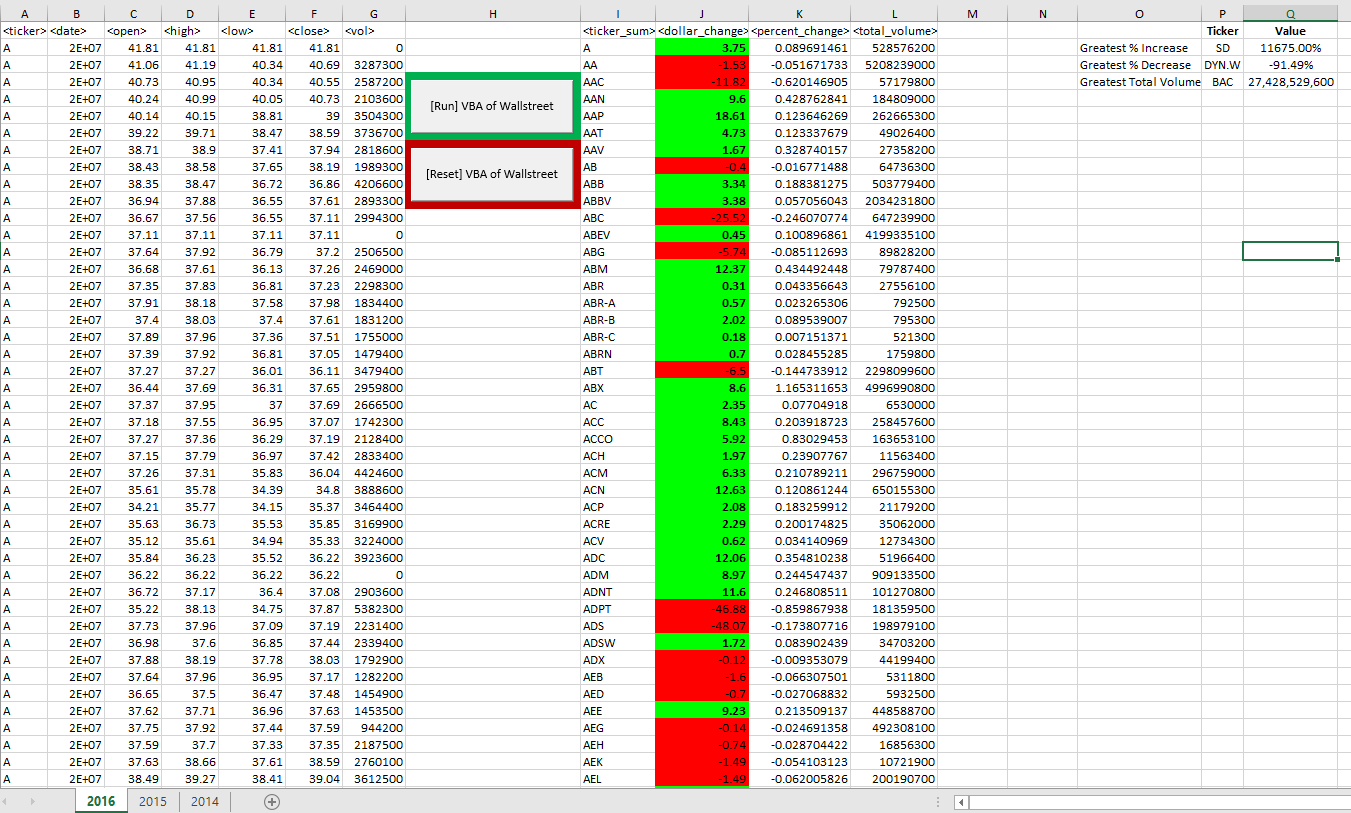 A B C D E F G H I J K L M N O P Q
<ticker> <date> <open> <high> <low> <close> <vol> <ticker_sum> <dollar_change> <percent_change> <total_volume> Ticker Value
A 2E+07 41.81 41.81 41.81 41.81 0 A 3.75 0.089691461 528576200 Greatest % Increase SD 11675.00%
A 2E+07 41.06 41.19 40.34 40.69 3287300 AA -1.53 -0.051671733 5208239000 Greatest % Decrease DYN.W -91.49%
A 2E+07 40.73 40.95 40.34 40.55 2587200 AAC -11.82 -0.620146905 57179800 Greatest Total Volume BAC 27,428,529,600
A 2E+07 40.24 40.99 40.05 40.73 2103600 [Run] VBA of Wallstreet AAN 9.6 0.428762841 184809000
A 2E+07 40.14 40.15 38.81 39 3504300 AAP 18.61 0.123646269 262665300
A 2E+07 39.22 39.71 38.47 38.59 3736700 AAT 4.73 0.123337679 49026400
A 2E+07 38.71 38.9 37.41 37.94 2818600 AAV 1.67 0.328740157 27358200
A 2E+07 38.43 38.58 37.65 38.19 1989300 [Reset] VBA of Wallstreet AB -0.4 -0.016771488 64736300
A 2E+07 38.35 38.47 36.72 36.86 4206600 ABB 3.34 0.188381275 503779400
A 2E+07 36.94 37.88 36.55 37.61 2893300 ABBV 3.38 0.057056043 2034231800
A 2E+07 36.67 37.56 36.55 37.11 2994300 ABC -25.52 -0.246070774 647239900
A 2E+07 37.11 37.11 37.11 37.11 0 ABEV 0.45 0.100896861 4199335100
A 2E+07 37.64 37.92 36.79 37.2 2506500 ABG -5.74 -0.085112693 89828200
A 2E+07 36.68 37.61 36.13 37.26 2469000 ABM 12.37 0.434492448 79787400
A 2E+07 37.35 37.83 36.81 37.23 2298300 ABR 0.31 0.043356643 27556100
A 2E+07 37.91 38.18 37.58 37.98 1834400 ABR-A 0.57 0.023265306 792500
A 2E+07 37.4 38.03 37.4 37.61 1831200 ABR-B 2.02 0.089539007 795300
A 2E+07 37.89 37.96 37.36 37.51 1755000 ABR-C 0.18 0.007151371 521300
A 2E+07 37.39 37.92 36.81 37.05 1479400 ABRN 0.7 0.028455285 1759800
A 2E+07 37.27 37.27 36.01 36.11 3479400 ABT -6.5 -0.144733912 2298099600
A 2E+07 36.44 37.69 36.31 37.65 2959800 ABX 8.6 1.165311653 4996990800
A 2E+07 37.37 37.95 37 37.69 2666500 AC 2.35 0.07704918 6530000
A 2E+07 37.18 37.55 36.95 37.07 1742300 ACC 8.43 0.203918723 258457600
A 2E+07 37.27 37.36 36.29 37.19 2128400 ACCO 5.92 0.83029453 163653100
A 2E+07 37.15 37.79 36.97 37.42 2833400 ACH 1.97 0.23907767 11563400
A 2E+07 37.26 37.31 35.83 36.04 4424600 ACM 6.33 0.210789211 296759000
A 2E+07 35.61 35.78 34.39 34.8 3888600 ACN 12.63 0.120861244 650155300
A 2E+07 34.21 35.77 34.15 35.37 3464400 ACP 2.08 0.183259912 21179200
A 2E+07 35.63 36.73 35.53 35.85 3169900 ACRE 2.29 0.200174825 35062000
A 2E+07 35.12 35.61 34.94 35.33 3224000 ACV 0.62 0.034140969 12734300
A 2E+07 35.84 36.23 35.52 36.22 3923600 ADC 12.06 0.354810238 51966400
A 2E+07 36.22 36.22 36.22 36.22 0 ADM 8.97 0.244547437 909133500
A 2E+07 36.72 37.17 36.4 37.08 2903600 ADNT 11.6 0.246808511 101270800
A 2E+07 35.22 38.13 34.75 37.87 5382300 ADPT -46.88 -0.859867938 181359500
A 2E+07 37.73 37.96 37.09 37.19 2231400 ADS -48.07 -0.173807716 198979100
A 2E+07 36.98 37.6 36.85 37.44 2339400 ADSW 1.72 0.083902439 34703200
A 2E+07 37.88 38.19 37.78 38.03 1792900 ADX -0.12 -0.009353079 44199400
A 2E+07 37.64 37.96 36.95 37.17 1282200 AEB -1.6 -0.066307501 5311800
A 2E+07 36.65 37.5 36.47 37.48 1454900 AED -0.7 -0.027068832 5932500
A 2E+07 37.62 37.71 36.96 37.63 1453500 AEE 9.23 0.213509137 448588700
A 2E+07 37.75 37.92 37.44 37.59 944200 AEG -0.14 -0.024691358 492308100
A 2E+07 37.59 37.7 37.33 37.35 2187500 AEH -0.74 -0.028704422 16856300
A 2E+07 37.63 38.66 37.61 38.59 2760100 AEK -1.49 -0.054103123 10721900
A 2E+07 38.49 39.27 38.41 39.04 3612500 AEL -1.49 -0.062005826 200190700
2016 2015 2014